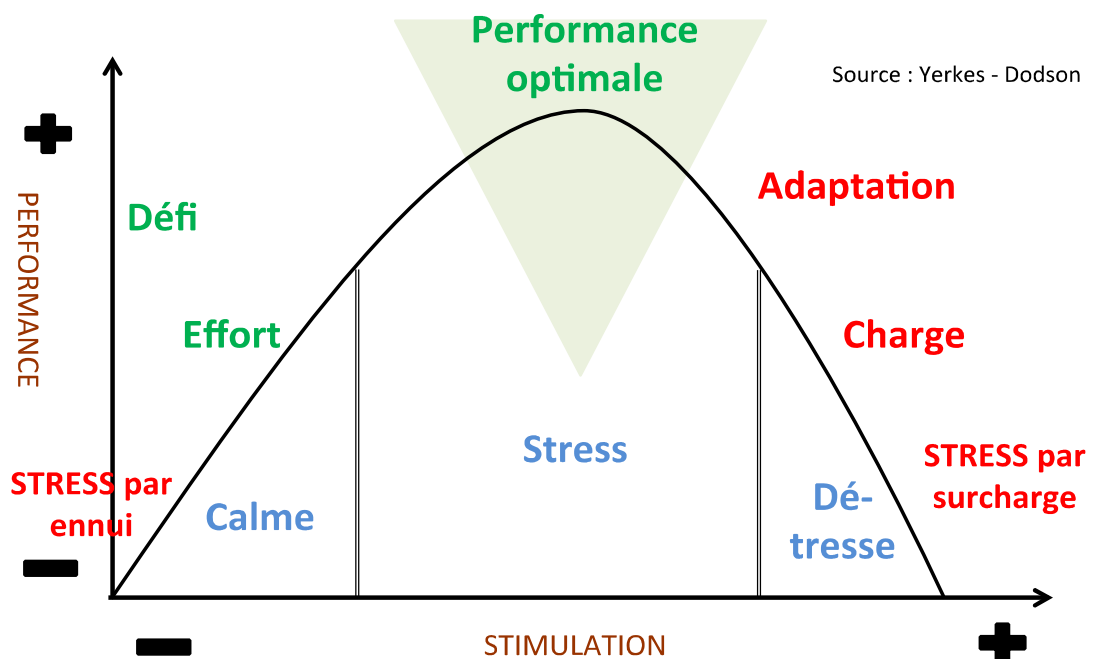 Performance
optimale
Source : Yerkes - Dodson
PERFORMANCE
Défi
Adaptation
Effort
Charge
Stress
STRESS par
surcharge
STRESS par
ennui
Calme
Dé-
tresse
STIMULATION